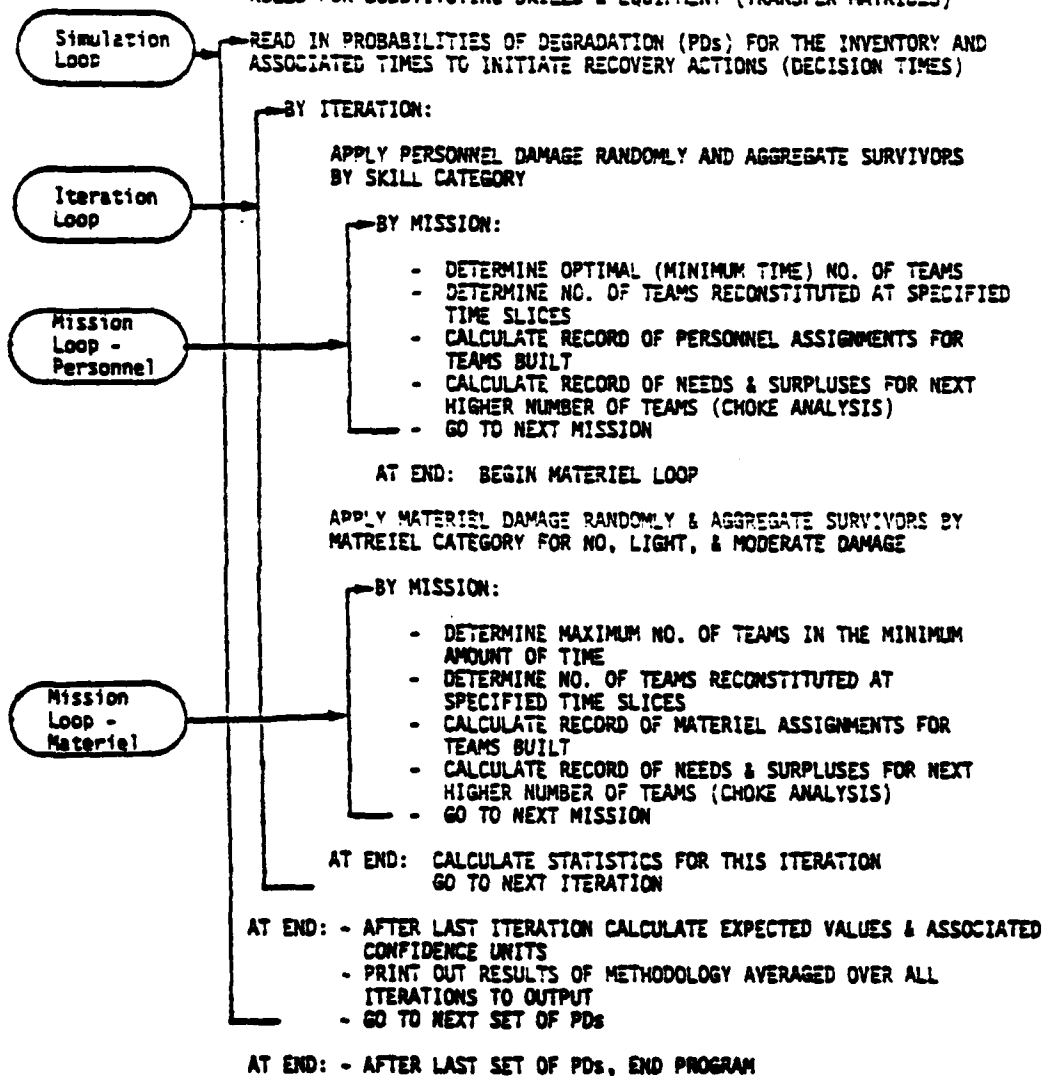 RULES FOR SUBSTITUTING SKILLS & EQUIPMENT (TRANSFER MATRICES)
Simulation
Loop
READ IN PROBABILITIES OF DEGRADATION (PDs) FOR THE INVENTORY AND
ASSOCIATED TIMES TO INITIATE RECOVERY ACTIONS (DECISION TIMES)
BY ITERATION:
APPLY PERSONNEL DAMAGE RANDOMLY AND AGGREGATE SURVIVORS
BY SKILL CATEGORY
Iteration
Loop
BY MISSION:
- DETERMINE OPTIMAL (MINIMUM TIME) NO. OF TEAMS
- DETERMINE NO. OF TEAMS RECONSTITUTED AT SPECIFIED
TIME SLICES
Mission
Loop -
Personnel
- CALCULATE RECORD OF PERSONNEL ASSIGNMENTS FOR
TEAMS BUILT
- CALCULATE RECORD OF NEEDS & SURPLUSES FOR NEXT
HIGHER NUMBER OF TEAMS (CHOKE ANALYSIS)
- GO TO NEXT MISSION
AT END: BEGIN MATERIEL LOOP
APPLY MATERIEL DAMAGE RANDOMLY & AGGREGATE SURVIVORS BY
MATREIEL CATEGORY FOR NO, LIGHT, & MODERATE DAMAGE
BY MISSION:
- DETERMINE MAXIMUM NO. OF TEAMS IN THE MINIMUM
AMOUNT OF TIME
- DETERMINE NO. OF TEAMS RECONSTITUTED AT
SPECIFIED TIME SLICES
Mission
Loop -
Materiel
- CALCULATE RECORD OF MATERIEL ASSIGNMENTS FOR
TEAMS BUILT
- CALCULATE RECORD OF NEEDS & SURPLUSES FOR NEXT
HIGHER NUMBER OF TEAMS (CHOKE ANALYSIS)
- GO TO NEXT MISSION
AT END: CALCULATE STATISTICS FOR THIS ITERATION
GO TO NEXT ITERATION
AT END: - AFTER LAST ITERATION CALCULATE EXPECTED VALUES & ASSOCIATED
CONFIDENCE UNITS
- PRINT OUT RESULTS OF METHODOLOGY AVERAGED OVER ALL
ITERATIONS TO OUTPUT
- GO TO NEXT SET OF PDs
AT END: - AFTER LAST SET OF PDs, END PROGRAM